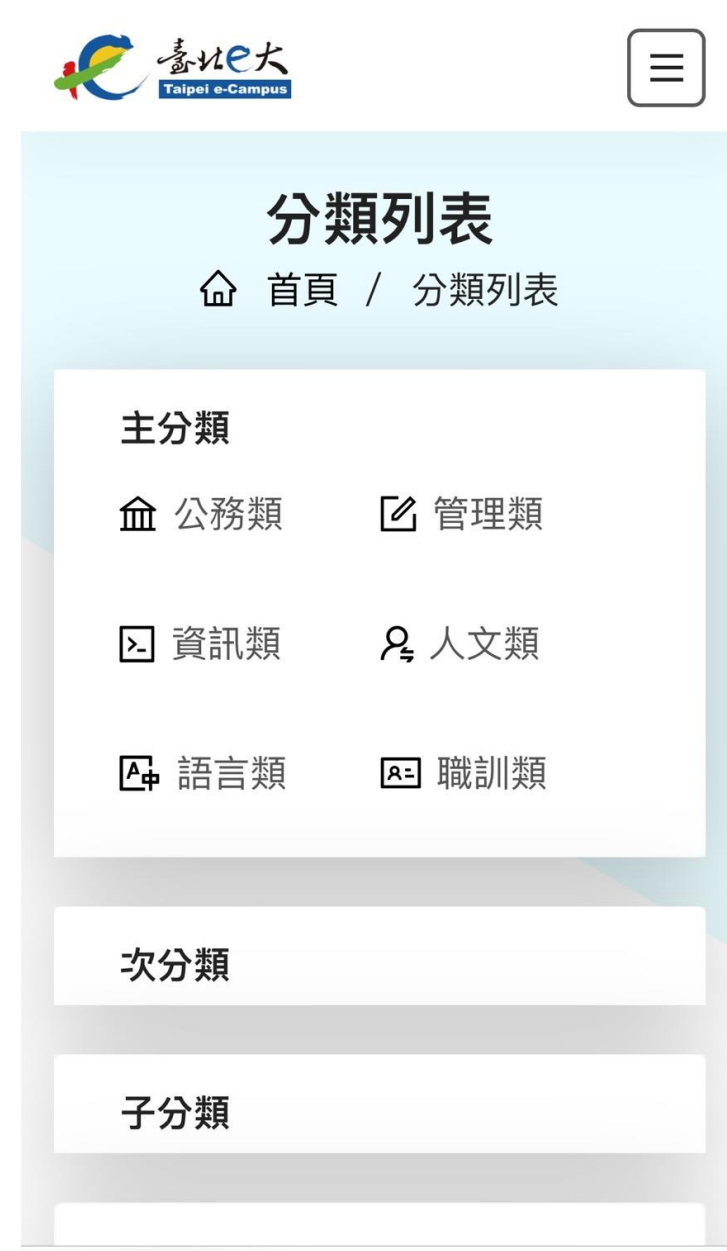 臺北e大
Taipei e-Campus
分類列表
首頁 / 分類列表
主分類
公務類 管理類
資訊類 人文類
語言類 職訓類
次分類
子分類